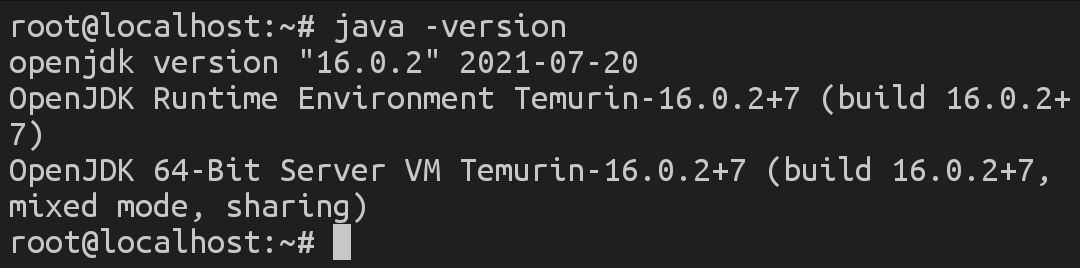 root@localhost:~# java -version
openjdk version "16.0.2" 2021-07-20
OpenJDK Runtime Environment Temurin-16.0.2+7 (build 16.0.2+
7)
OpenJDK 64-Bit Server VM Temurin-16.0.2+7 (build 16.0.2+7,
mixed mode, sharing)
root@localhost:~#